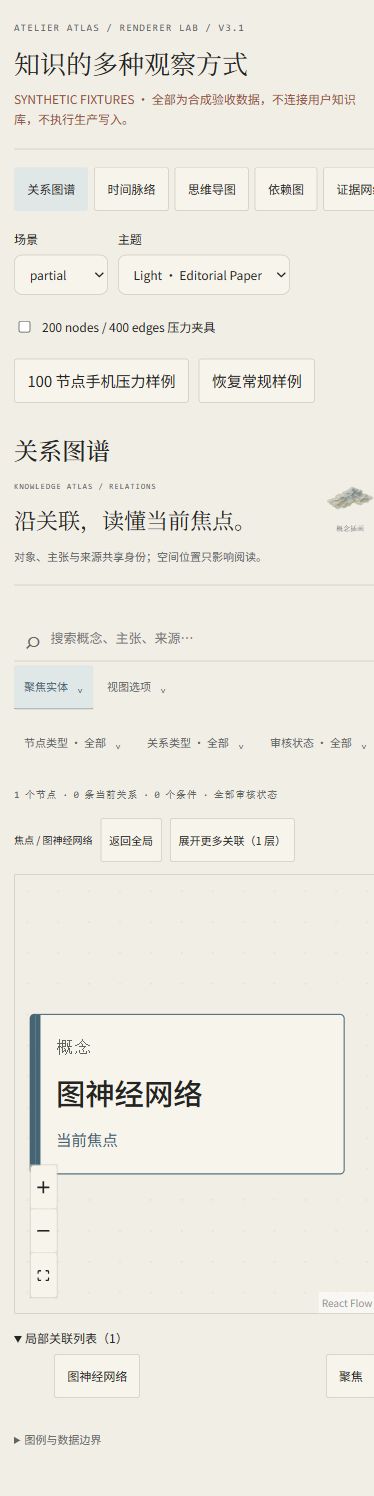 ATELIER ATLAS / RENDERER LAB / V3.1
知识的多种观察方式
SYNTHETIC FIXTURES · 全部为合成验收数据，不连接用户知识
库，不执行生产写入。
关系图谱 时间脉络 思维导图 依赖图 证据网
场景 主题
partial Light · Editorial Paper
200 nodes / 400 edges 压力夹具
100 节点手机压力样例 恢复常规样例
关系图谱
KNOWLEDGE ATLAS / RELATIONS
沿关联，读懂当前焦点。
概念插画
对象、主张与来源共享身份；空间位置只影响阅读。
搜索概念、主张、来源…
聚焦实体 视图选项
节点类型 · 全部 关系类型 · 全部 审核状态 · 全部
1 个节点 · 0 条当前关系 · 0 个条件 · 全部审核状态
焦点 / 图神经网络 返回全局 展开更多关联（1 层）
概念
图神经网络
当前焦点
React Flow
局部关联列表（1）
图神经网络 聚焦
图例与数据边界